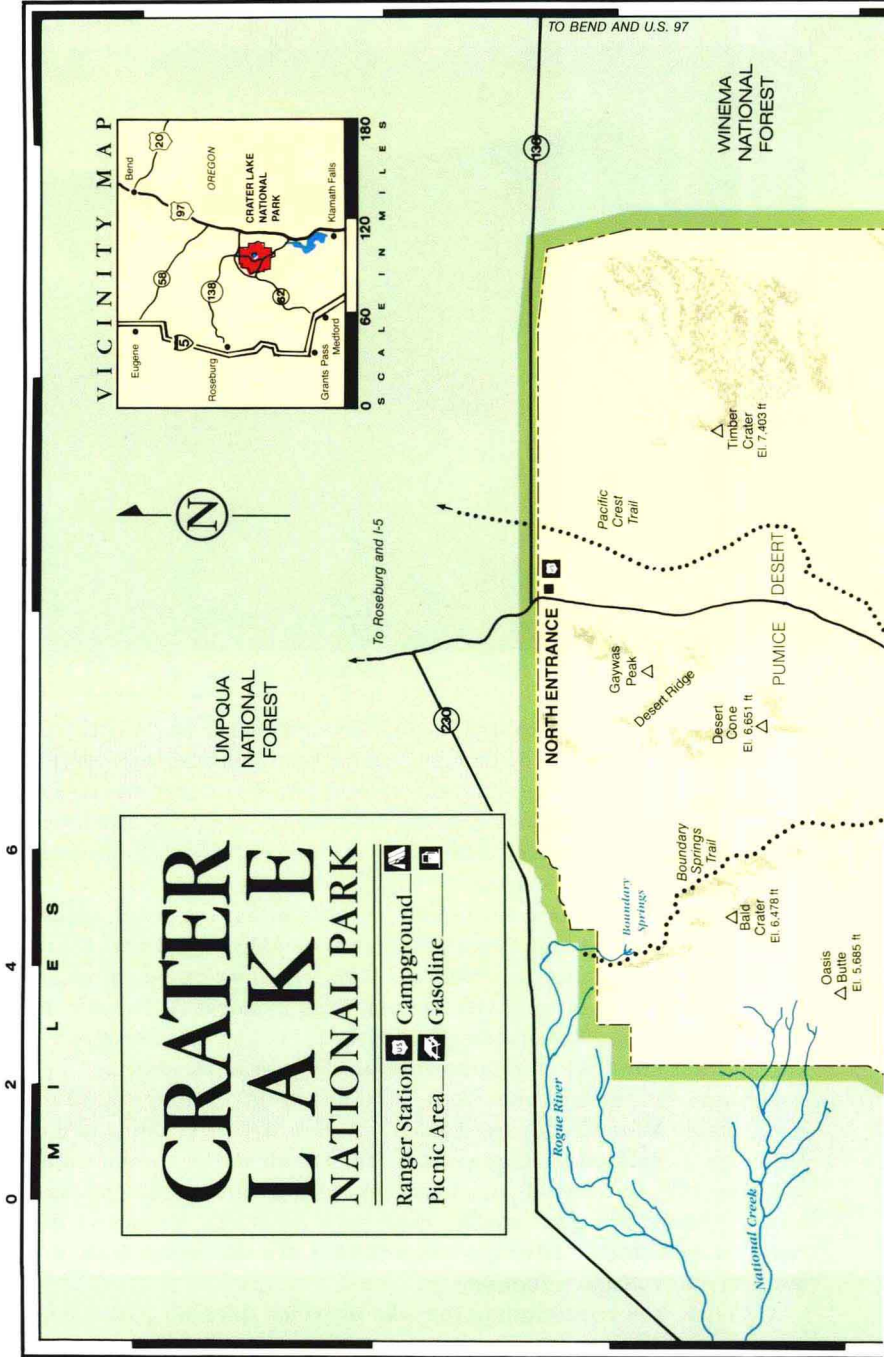 0 2 4 6
M I L E S
TO BEND AND U.S. 97
CRATER
LAKE
NATIONAL PARK
Ranger Station Campground
Picnic Area Gasoline
UMPQUA
NATIONAL
FOREST
N
To Roseburg and I-5
VICINITY MAP
Eugene
Bend
58
97
20
5
OREGON
138
Roseburg
CRATER LAKE
NATIONAL
PARK
62
Grants Pass
Medford
Klamath Falls
0 60 120 180
SCALE IN MILES
230
138
WINEMA
NATIONAL
FOREST
Rogue River
Boundary
Springs
NORTH ENTRANCE
Gaywas
Peak
Desert Ridge
Pacific
Crest
Trail
Boundary
Springs
Trail
Bald
Crater
El. 6,478 ft
Desert
Cone
El. 6,651 ft
Timber
Crater
El. 7,403 ft
PUMICE DESERT
National Creek
Oasis
Butte
El. 5,685 ft